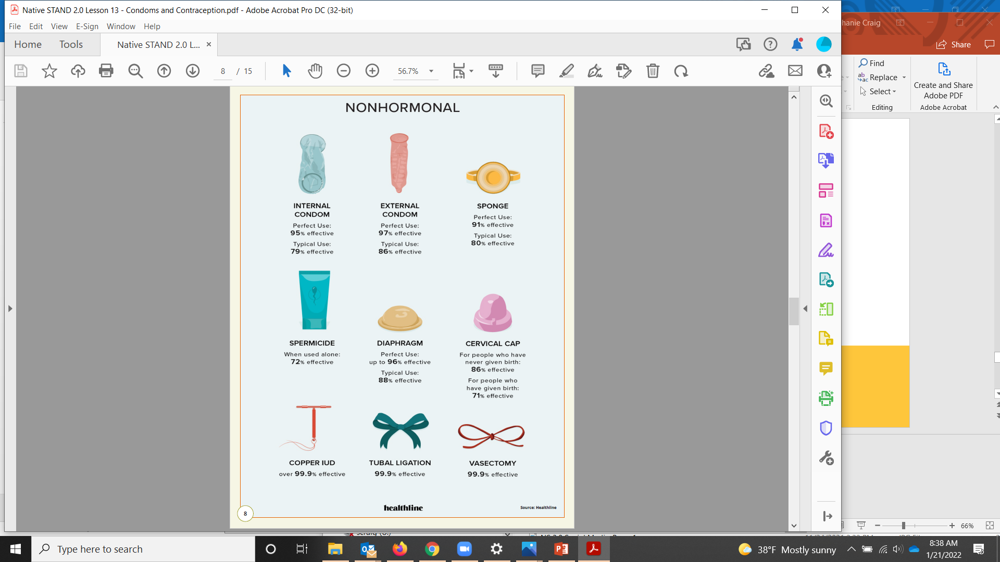 Native STAND 2.0 Lesson 13 - Condoms and Contraception.pdf - Adobe Acrobat Pro DC (32-bit)
File Edit View E-Sign Window Help
Home Tools Native STAND 2.0 L... ×
8 / 15 56.7%
hanie Craig
Share
Find
Replace
Select
Editing
Create and Share
Adobe PDF
Adobe Acrobat
NONHORMONAL
INTERNAL
CONDOM
Perfect Use:
95% effective
Typical Use:
79% effective
EXTERNAL
CONDOM
Perfect Use:
97% effective
Typical Use:
86% effective
SPONGE
Perfect Use:
91% effective
Typical Use:
80% effective
SPERMICIDE
When used alone:
72% effective
DIAPHRAGM
Perfect Use:
up to 96% effective
Typical Use:
88% effective
CERVICAL CAP
For people who have
never given birth:
86% effective
For people who
have given birth:
71% effective
COPPER IUD
over 99.9% effective
TUBAL LIGATION
99.9% effective
VASECTOMY
99.9% effective
healthline
Source: Healthline
8
66%
Type here to search
38°F Mostly sunny
8:38 AM
1/21/2022